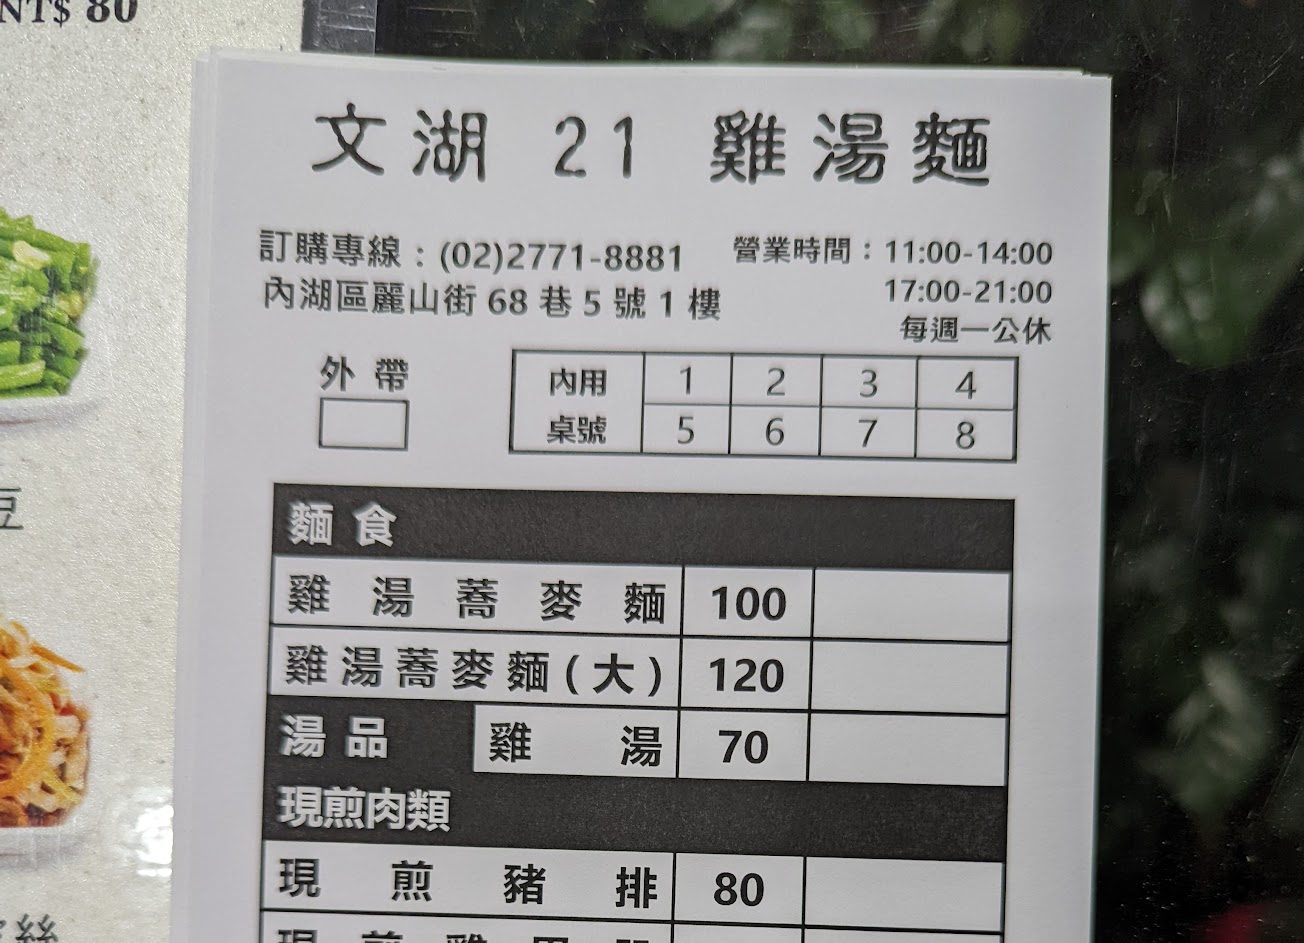 NT$ 80
文湖 21 雞湯麵
訂購專線：(02)2771-8881
營業時間：11:00-14:00
內湖區麗山街 68 巷 5 號 1 樓
17:00-21:00
每週一公休
外帶
內用 1 2 3 4
桌號 5 6 7 8
麵食
雞湯蕎麥麵 100
雞湯蕎麥麵(大) 120
湯品 雞湯 70
現煎肉類
現煎豬排 80
豆
絲